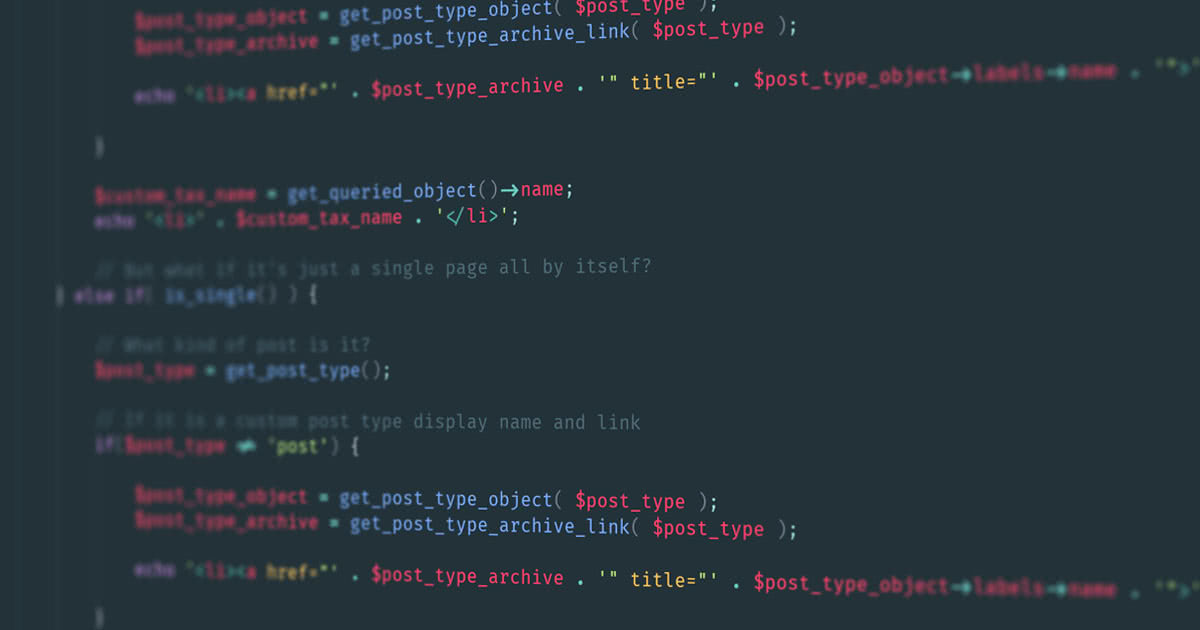 $post_type_object = get_post_type_object( $post_type );
$post_type_archive = get_post_type_archive_link( $post_type );
echo '<li><a href="' . $post_type_archive . '" title="' . $post_type_object->labels->name . '">
}
$custom_tax_name = get_queried_object()->name;
echo '<li>' . $custom_tax_name . '</li>';
// But what if it's just a single page all by itself?
} else if( is_single() ) {
// What kind of post is it?
$post_type = get_post_type();
// If it is a custom post type display name and link
if($post_type != 'post') {
$post_type_object = get_post_type_object( $post_type );
$post_type_archive = get_post_type_archive_link( $post_type );
echo '<li><a href="' . $post_type_archive . '" title="' . $post_type_object->labels->name . '">
}